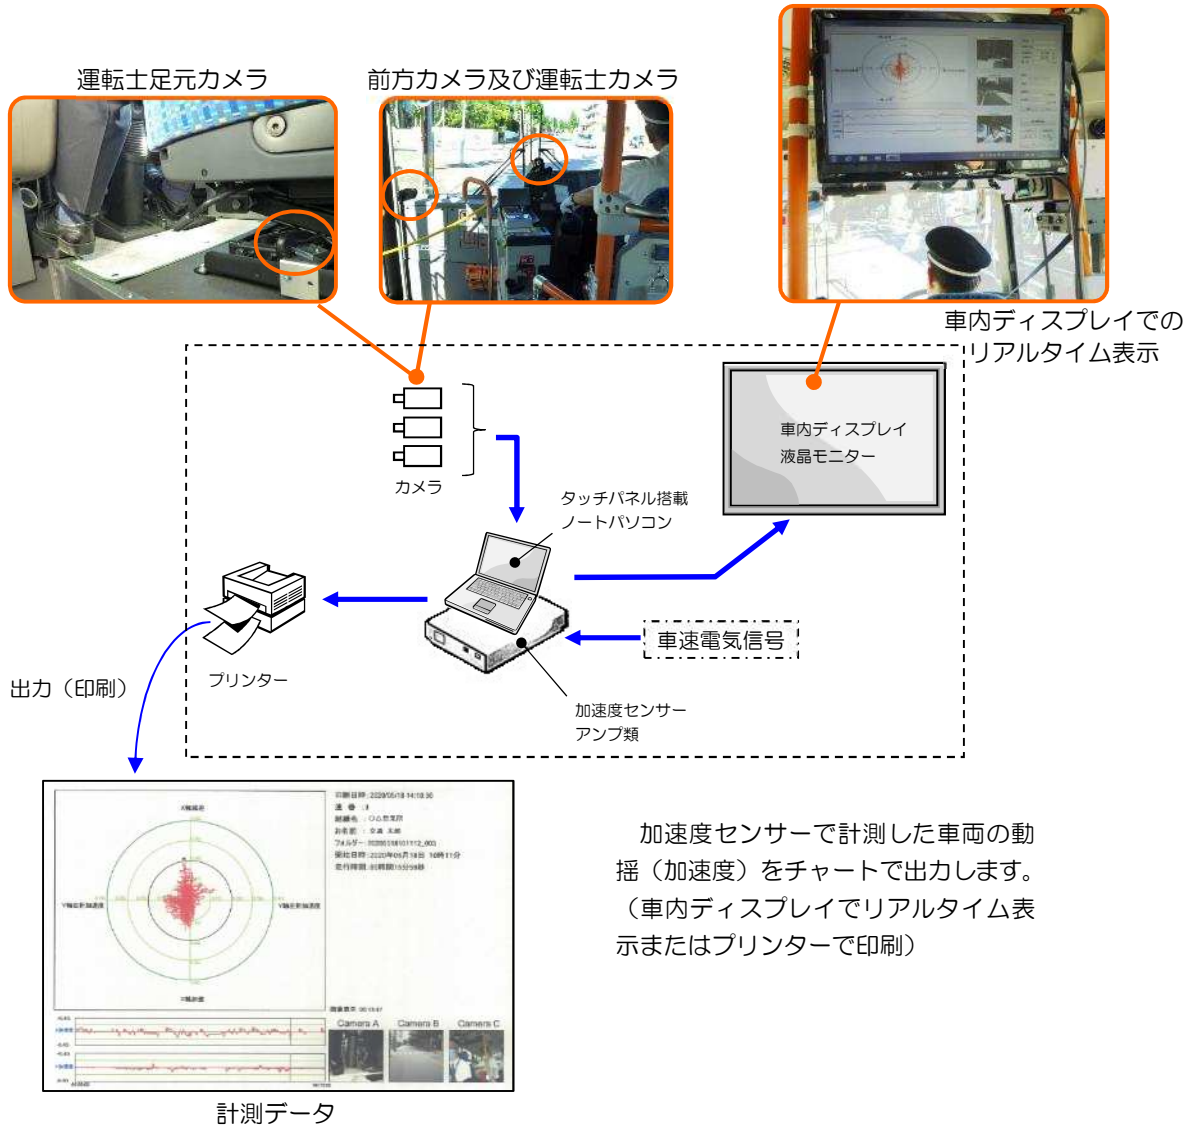 運転士足元カメラ
前方カメラ及び運転士カメラ
車内ディスプレイでの
リアルタイム表示
車内ディスプレイ
液晶モニター
カメラ
タッチパネル搭載
ノートパソコン
車速電気信号
プリンター
出力（印刷）
加速度センサー
アンプ類
加速度センサーで計測した車両の動
揺（加速度）をチャートで出力します。
（車内ディスプレイでリアルタイム表
示またはプリンターで印刷）
Camera A
Camera B
Camera C
計測データ